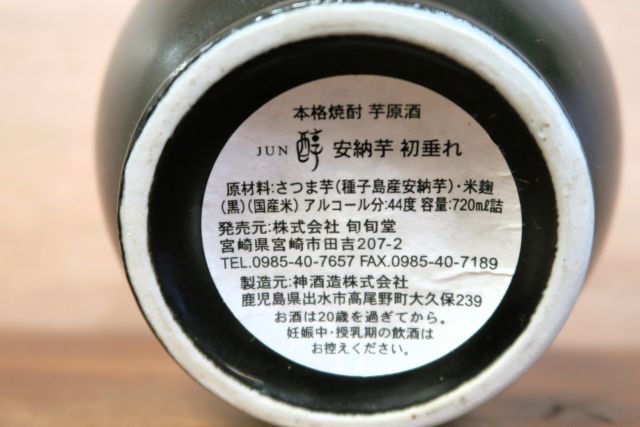 本格焼酎 芋原酒
JUN 醇 安納芋 初垂れ
原材料:さつま芋(種子島産安納芋)・米麹
(黒)(国産米) アルコール分:44度 容量:720mℓ詰
発売元:株式会社 旬旬堂
宮崎県宮崎市田吉207-2
TEL.0985-40-7657 FAX.0985-40-7189
製造元:神酒造株式会社
鹿児島県出水市高尾野町大久保239
お酒は20歳を過ぎてから。
妊娠中・授乳期の飲酒は
お控えください。